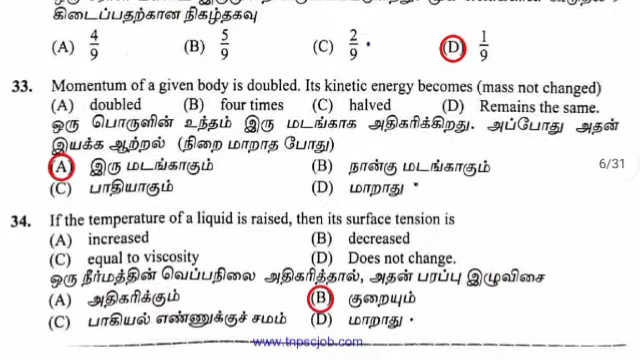 கிடைப்பதற்கான நிகழ்தகவு
(A) 4/9 (B) 5/9 (C) 2/9 (D) 1/9
33. Momentum of a given body is doubled. Its kinetic energy becomes (mass not changed)
(A) doubled (B) four times (C) halved (D) Remains the same.
ஒரு பொருளின் உந்தம் இரு மடங்காக அதிகரிக்கிறது. அப்போது அதன்
இயக்க ஆற்றல் (நிறை மாறாத போது)
(A) இரு மடங்காகும் (B) நான்கு மடங்காகும்
6/31
(C) பாதியாகும் (D) மாறாது
34. If the temperature of a liquid is raised, then its surface tension is
(A) increased (B) decreased
(C) equal to viscosity (D) Does not change.
ஒரு நீர்மத்தின் வெப்பநிலை அதிகரித்தால், அதன் பரப்பு இழுவிசை
(A) அதிகரிக்கும் (B) குறையும்
(C) பாகியல் எண்ணுக்குச் சமம் (D) மாறாது
www.tnpscjob.com